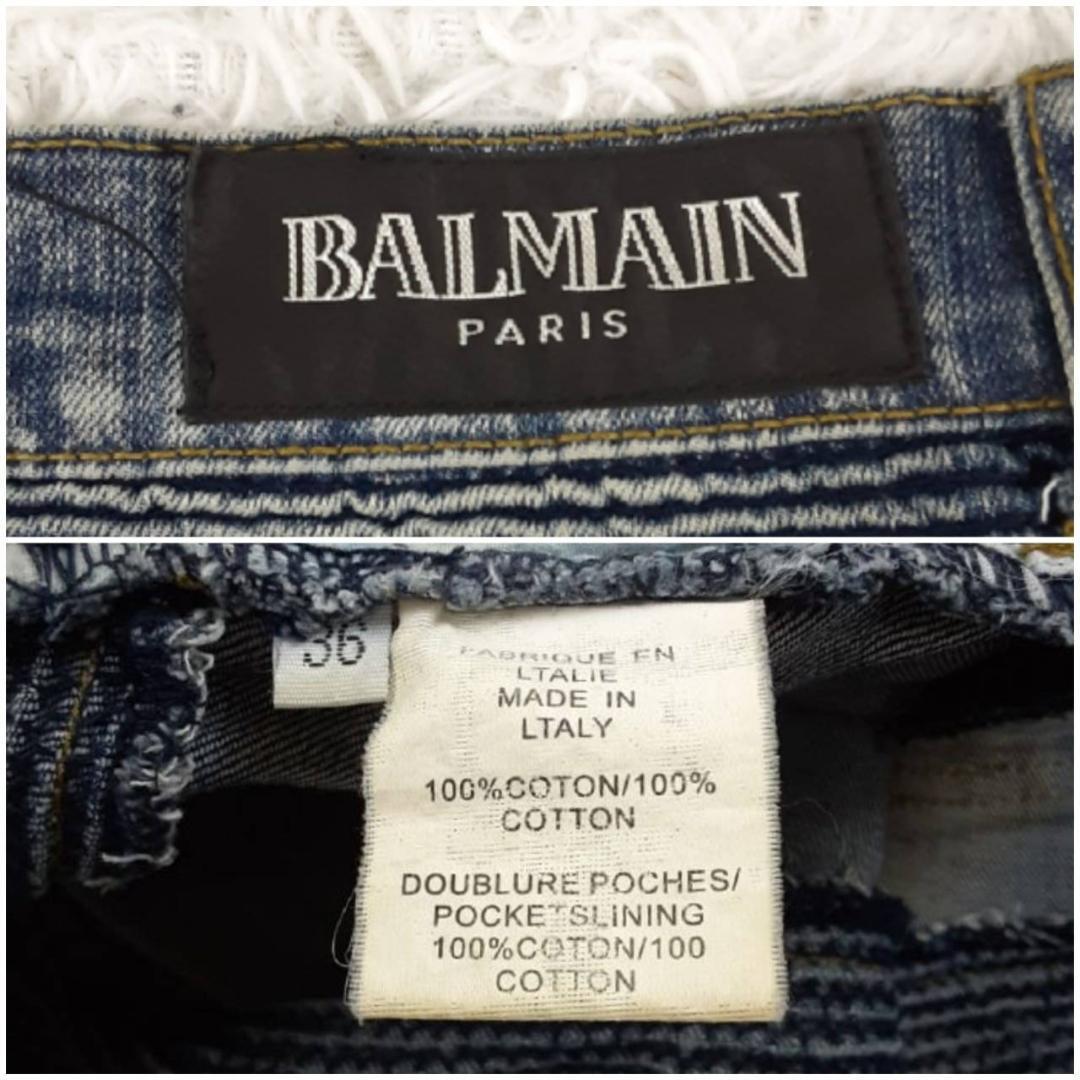 BALMAIN
PARIS
36
FABRIQUE EN
LTALIE
MADE IN
LTALY
100%COTON/100%
COTTON
DOUBLURE POCHES/
POCKETSLINING
100%COTON/100
COTTON